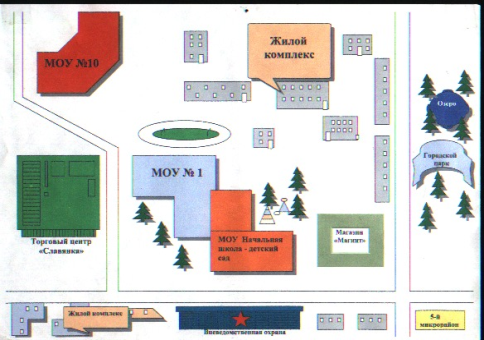 МОУ №10
Жилой
комплекс
Озеро
Городской
парк
МОУ № 1
МОУ Начальная
школа - детский
сад
Магазин
«Магнит»
Торговый центр
«Славянка»
Жилой комплекс
Вневедомственная охрана
5-й
микрорайон